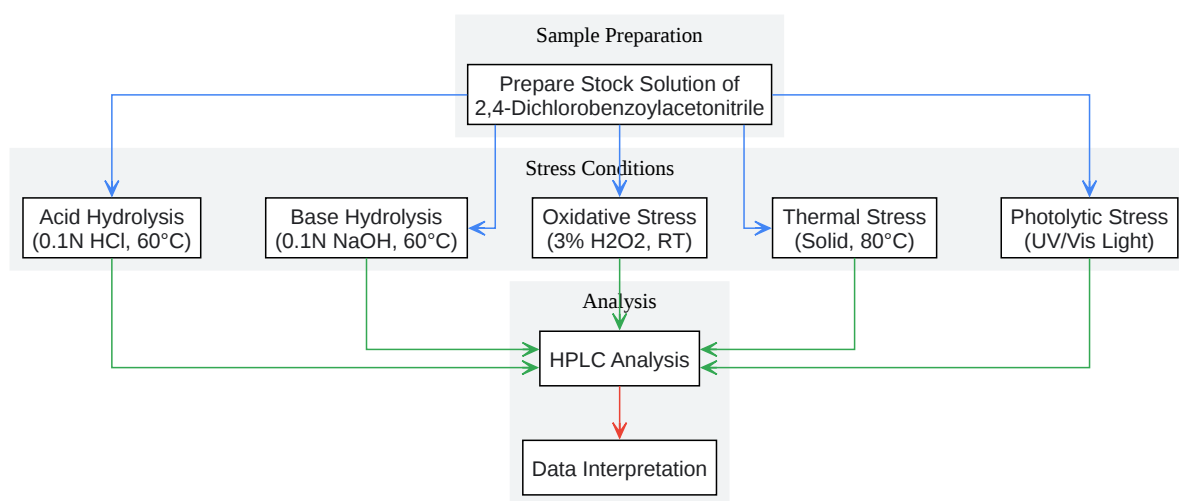 Sample Preparation
Prepare Stock Solution of
2,4-Dichlorobenzoylacetonitrile
Stress Conditions
Acid Hydrolysis
(0.1N HCl, 60°C)
Base Hydrolysis
(0.1N NaOH, 60°C)
Oxidative Stress
(3% H2O2, RT)
Thermal Stress
(Solid, 80°C)
Photolytic Stress
(UV/Vis Light)
Analysis
HPLC Analysis
Data Interpretation